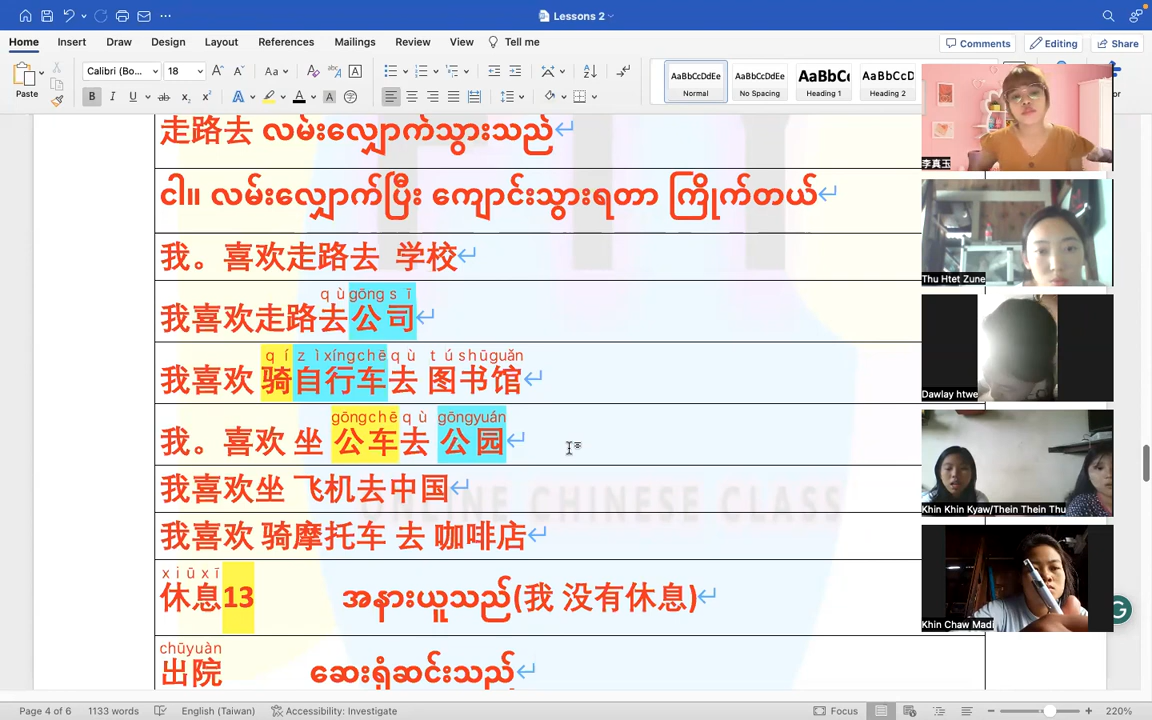 Lessons 2
Home Insert Draw Design Layout References Mailings Review View Tell me
Comments Editing Share
Paste
Calibri (Bo... 18
AaBbCcDdEe AaBbCcDdEe AaBbCc AaBbCcD
Normal No Spacing Heading 1 Heading 2
走路去 လမ်းလျှောက်သွားသည်
ငါ။ လမ်းလျှောက်ပြီး ကျောင်းသွားရတာ ကြိုက်တယ်
我。喜欢走路去 学校
qù gōngsī
我喜欢走路去公司
qí zìxíngchē qù túshūguǎn
我喜欢 骑自行车去 图书馆
gōngchē qù gōngyuán
我。喜欢 坐 公车去 公园
我喜欢坐 飞机去中国
ONLINE CHINESE CLASS
我喜欢 骑摩托车 去 咖啡店
xiūxī
休息13 အနားယူသည်(我 没有休息)
chūyuàn
出院 ဆေးရုံဆင်းသည်
李真玉
Thu Htet Zune
Dawlay htwe
Khin Khin Kyaw/Thein Thein Thu
Khin Chaw Madi
Page 4 of 6 1133 words English (Taiwan) Accessibility: Investigate Focus 220%